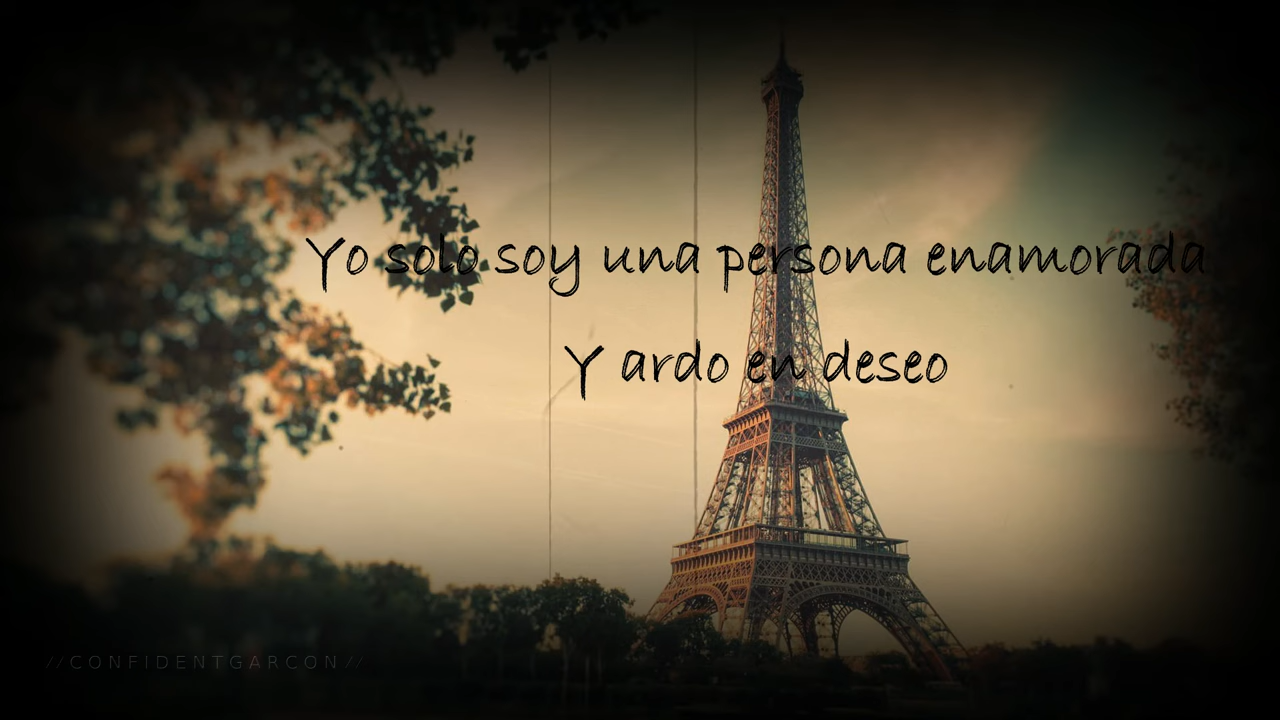 Yo solo soy una persona enamorada
Y ardo en deseo
//CONFIDENTGARCON//